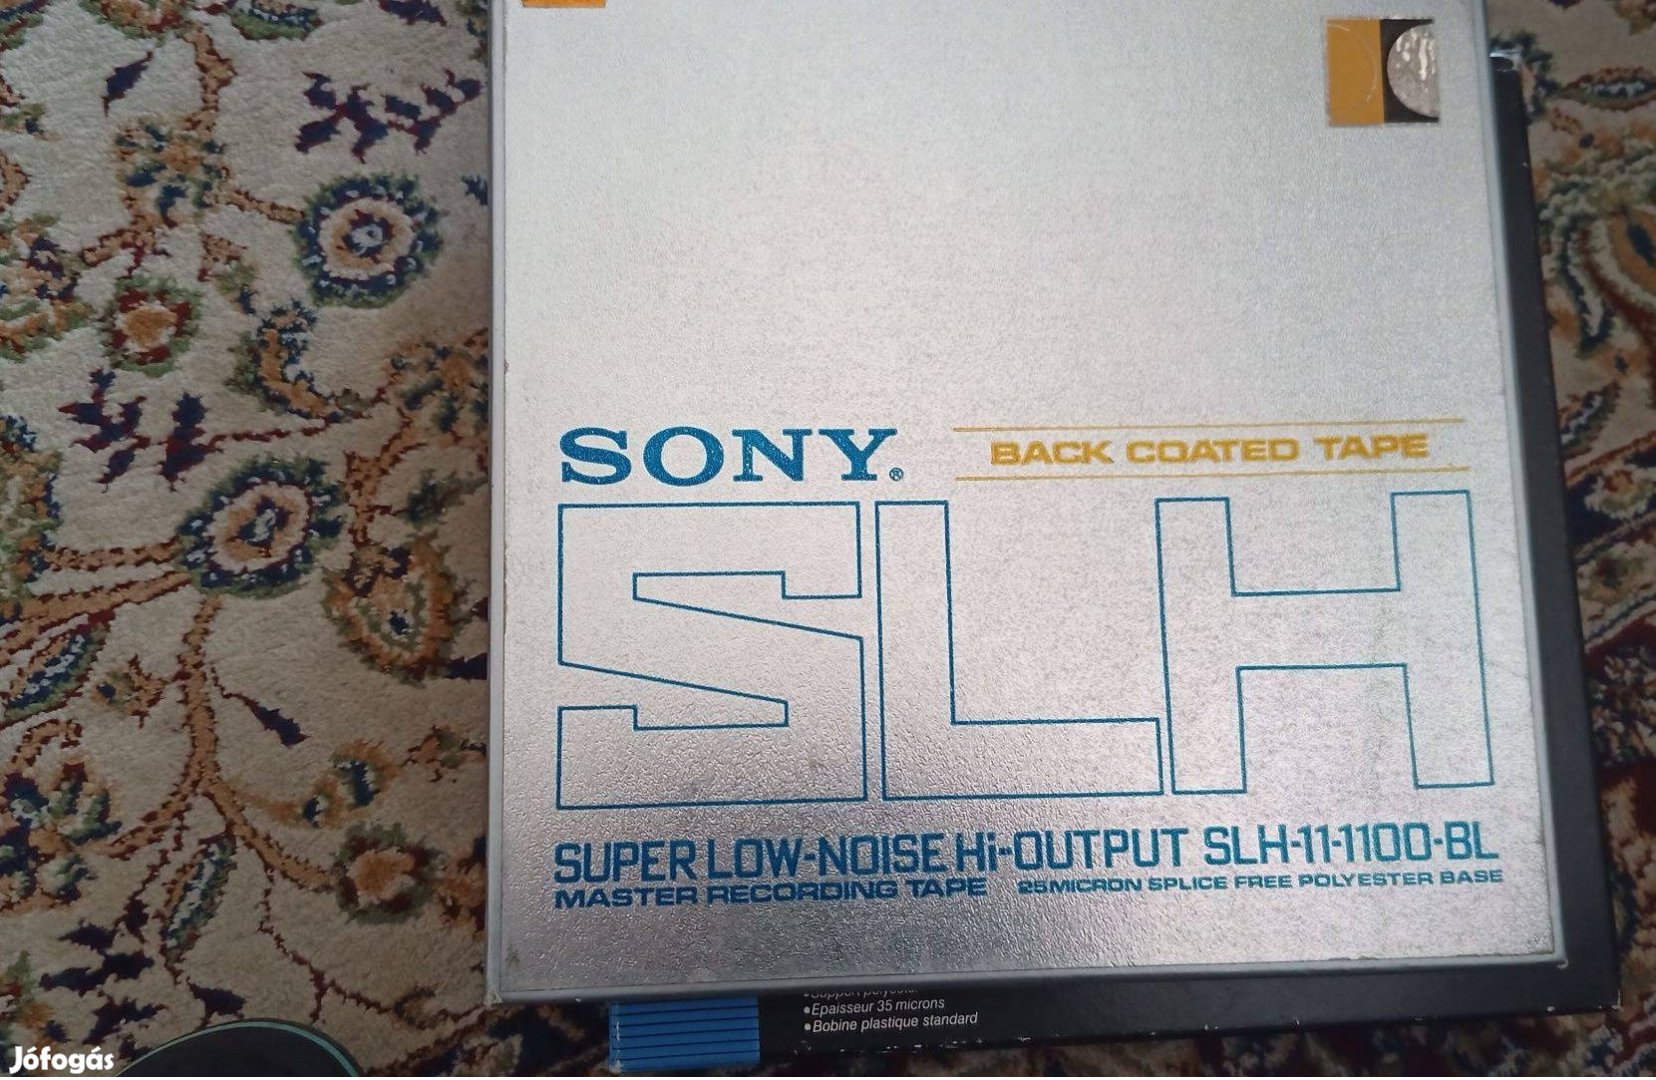 SONY® BACK COATED TAPE
SLH
SUPER LOW-NOISE Hi-OUTPUT SLH-11-1100-BL
MASTER RECORDING TAPE 25MICRON SPLICE FREE POLYESTER BASE
•Epaisseur 35 microns
•Bobine plastique standard
Jófogás